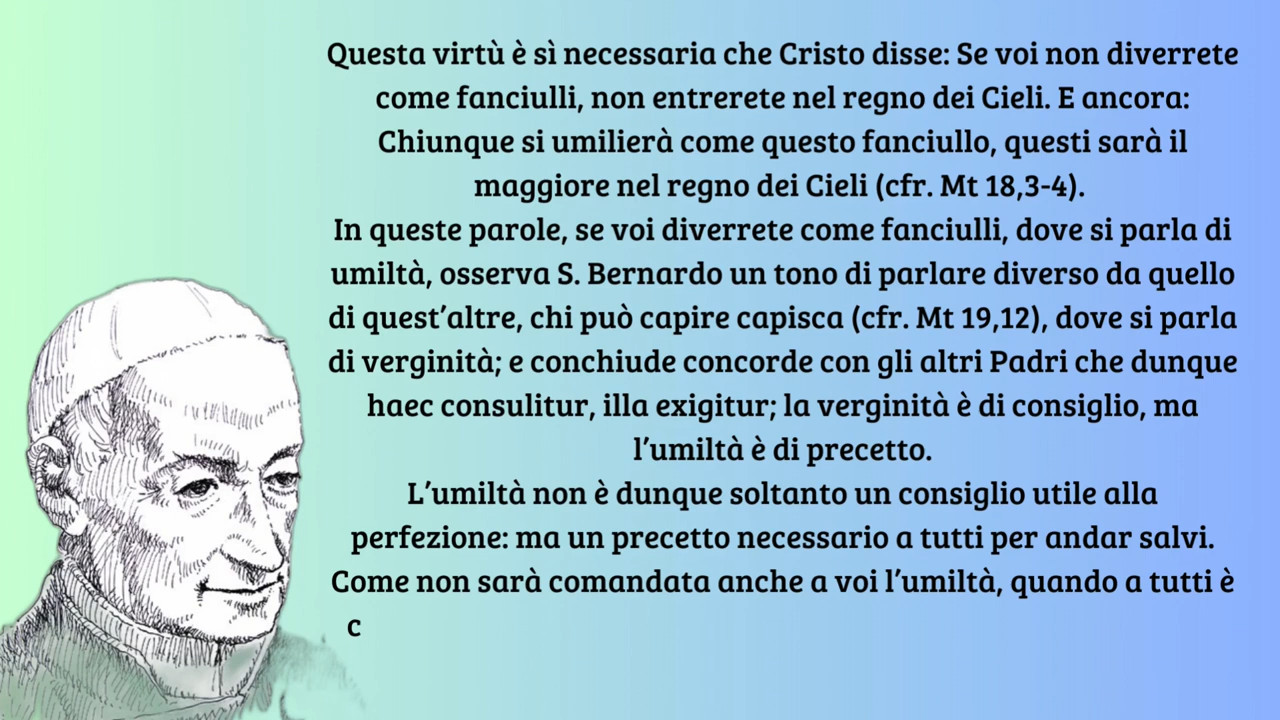 Questa virtù è sì necessaria che Cristo disse: Se voi non diverrete
come fanciulli, non entrerete nel regno dei Cieli. E ancora:
Chiunque si umilierà come questo fanciullo, questi sarà il
maggiore nel regno dei Cieli (cfr. Mt 18,3-4).
In queste parole, se voi diverrete come fanciulli, dove si parla di
umiltà, osserva S. Bernardo un tono di parlare diverso da quello
di quest'altre, chi può capire capisca (cfr. Mt 19,12), dove si parla
di verginità; e conchiude concorde con gli altri Padri che dunque
haec consulitur, illa exigitur; la verginità è di consiglio, ma
l'umiltà è di precetto.
L'umiltà non è dunque soltanto un consiglio utile alla
perfezione: ma un precetto necessario a tutti per andar salvi.
Come non sarà comandata anche a voi l'umiltà, quando a tutti è
c